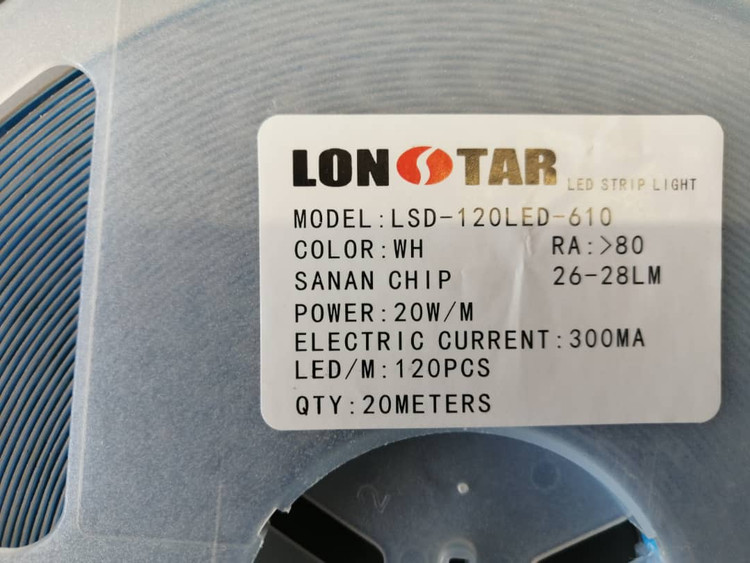 LONSTAR LED STRIP LIGHT
MODEL:LSD-120LED-610
COLOR:WH RA:>80
SANAN CHIP 26-28LM
POWER:20W/M
ELECTRIC CURRENT:300MA
LED/M:120PCS
QTY:20METERS
2